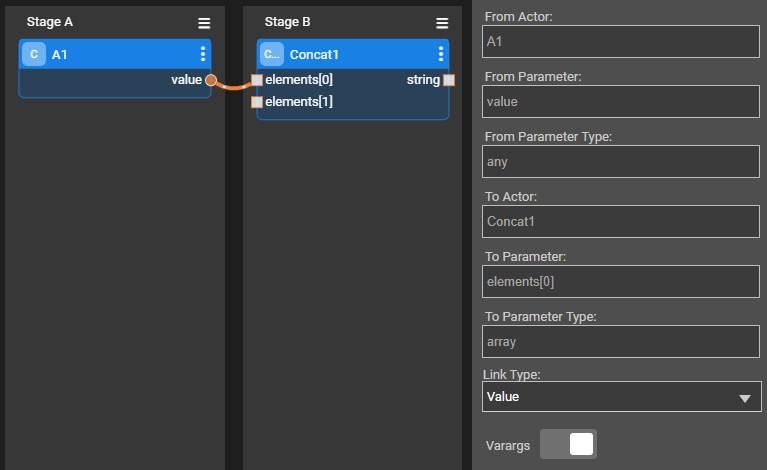 Stage A
C A1
value
Stage B
C... Concat1
elements[0] string
elements[1]
From Actor:
A1
From Parameter:
value
From Parameter Type:
any
To Actor:
Concat1
To Parameter:
elements[0]
To Parameter Type:
array
Link Type:
Value
Varargs